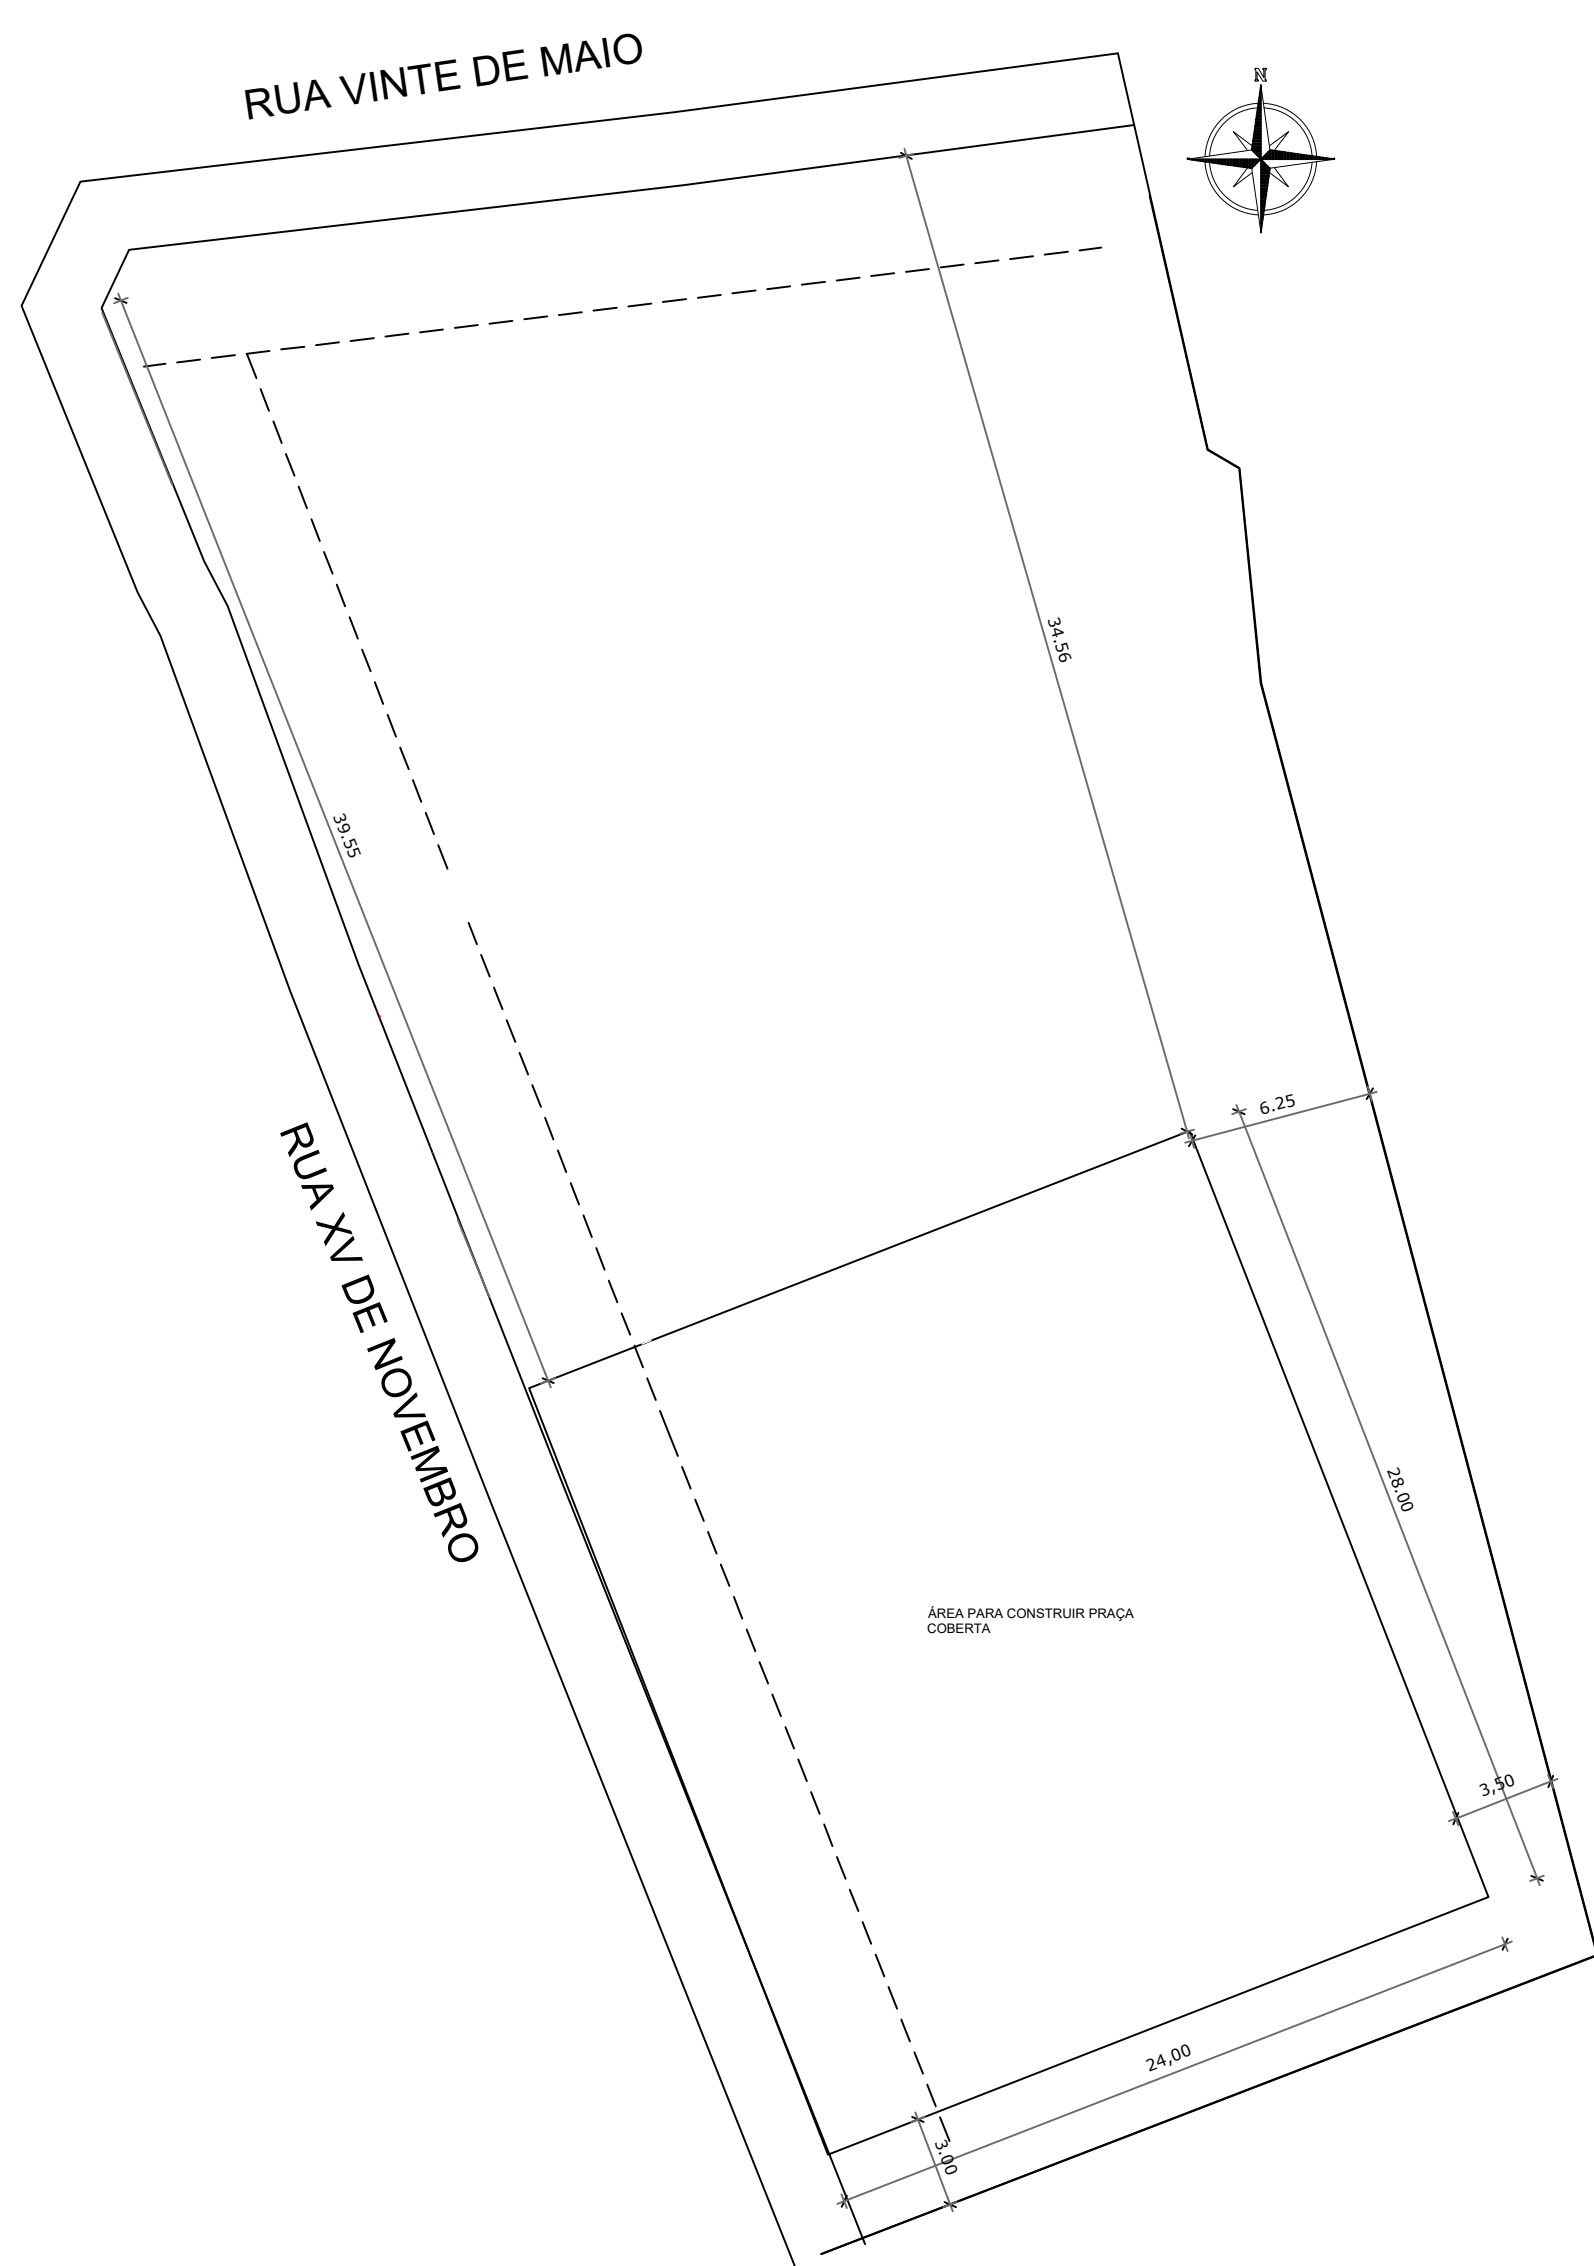 RUA VINTE DE MAIO
N
34.56
39.55
6.25
RUA XV DE NOVEMBRO
28.00
ÁREA PARA CONSTRUIR PRAÇA
COBERTA
3,50
24,00
3.00